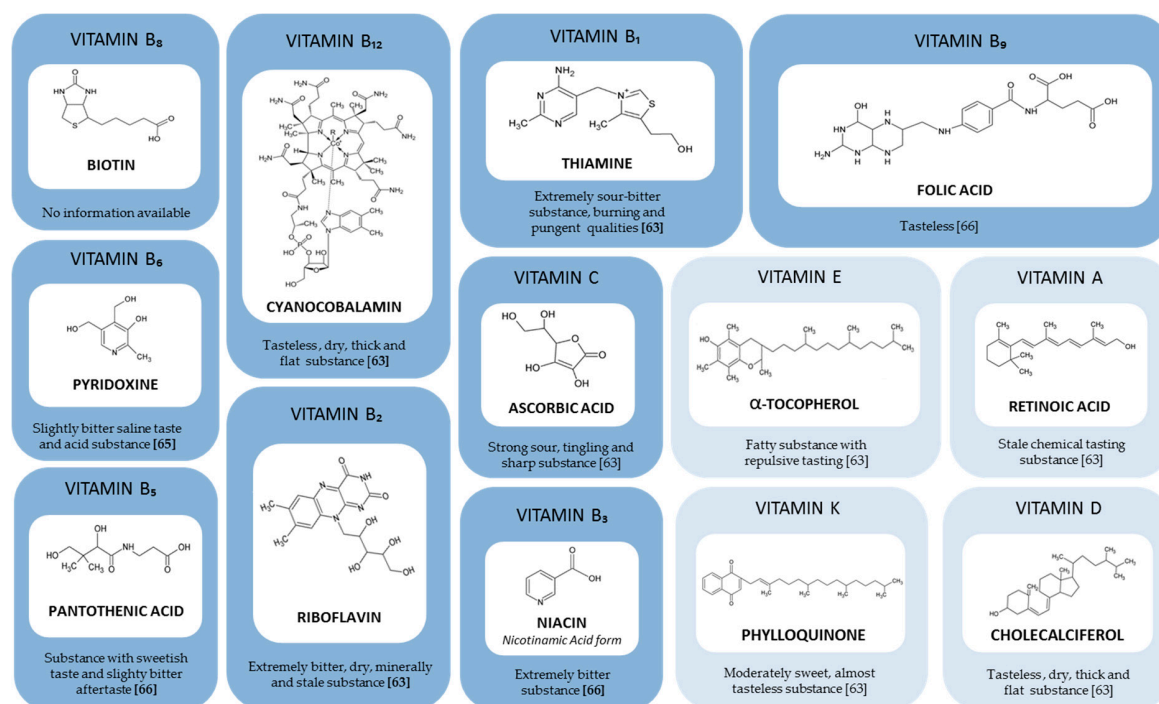 VITAMIN B₈
BIOTIN
No information available
VITAMIN B₁₂
CYANOCOBALAMIN
Tasteless, dry, thick and
flat substance [63]
VITAMIN B₁
THIAMINE
Extremely sour-bitter
substance, burning and
pungent qualities [63]
VITAMIN B₉
FOLIC ACID
Tasteless [66]
VITAMIN B₆
PYRIDOXINE
Slightly bitter saline taste
and acid substance [65]
VITAMIN C
ASCORBIC ACID
Strong sour, tingling and
sharp substance [63]
VITAMIN E
α-TOCOPHEROL
Fatty substance with
repulsive tasting [63]
VITAMIN A
RETINOIC ACID
Stale chemical tasting
substance [63]
VITAMIN B₅
PANTOTHENIC ACID
Substance with sweetish
taste and slighty bitter
aftertaste [66]
VITAMIN B₂
RIBOFLAVIN
Extremely bitter, dry, minerally
and stale substance [63]
VITAMIN B₃
NIACIN
Nicotinamic Acid form
Extremely bitter
substance [66]
VITAMIN K
PHYLLOQUINONE
Moderately sweet, almost
tasteless substance [63]
VITAMIN D
CHOLECALCIFEROL
Tasteless, dry, thick and
flat substance [63]